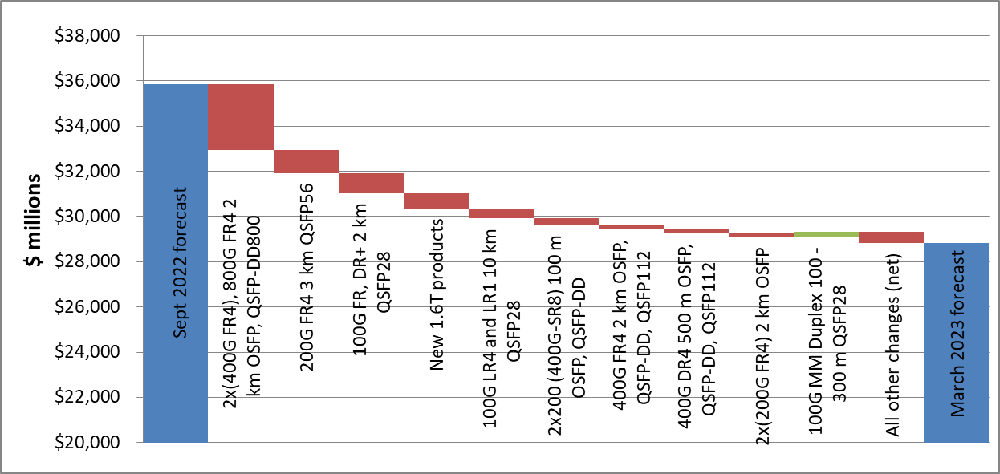 $38,000
$36,000
$34,000
$32,000
$30,000
$28,000
$26,000
$24,000
$22,000
$20,000
$ millions
Sept 2022 forecast
2x(400G FR4), 800G FR4 2
km OSFP, QSFP-DD800
200G FR4 3 km QSFP56
100G FR, DR+ 2 km
QSFP28
New 1.6T products
100G LR4 and LR1 10 km
QSFP28
2x200 (400G-SR8) 100 m
OSFP, QSFP-DD
400G FR4 2 km OSFP,
QSFP-DD, QSFP112
400G DR4 500 m OSFP,
QSFP-DD, QSFP112
2x(200G FR4) 2 km OSFP
100G MM Duplex 100 -
300 m QSFP28
All other changes (net)
March 2023 forecast